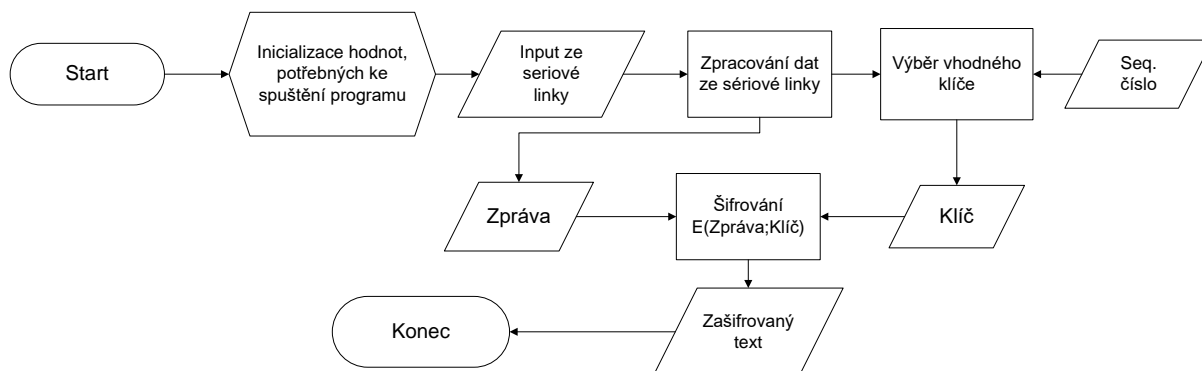 Start
Inicializace hodnot,
potřebných ke
spuštění programu
Input ze
seriové
linky
Zpracování dat
ze sériové linky
Výběr vhodného
klíče
Seq.
číslo
Zpráva
Šifrování
E(Zpráva;Klíč)
Klíč
Konec
Zašifrovaný
text